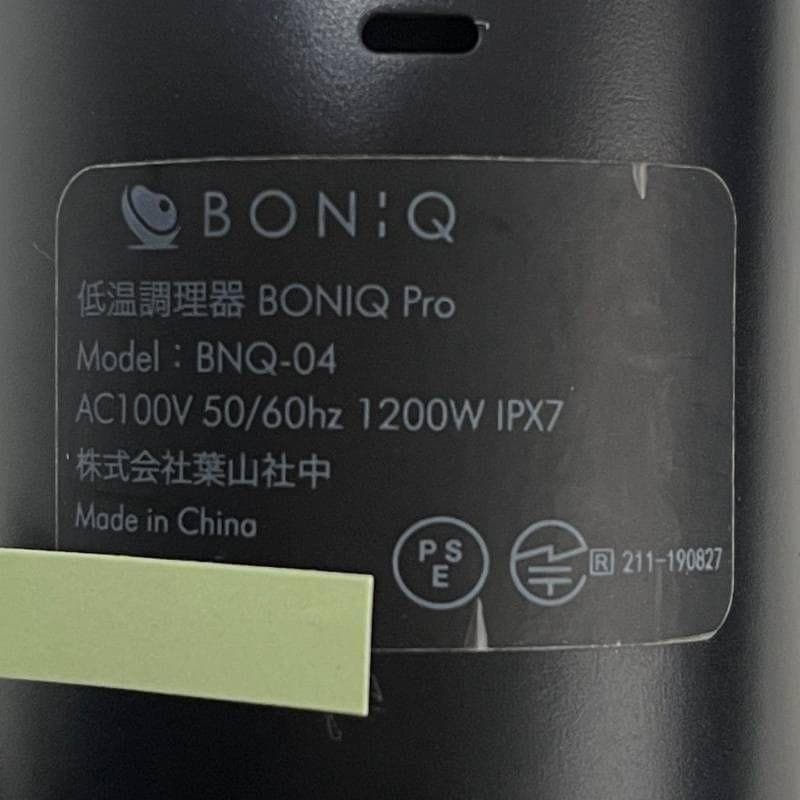 BONIQ
低温調理器 BONIQ Pro
Model：BNQ-04
AC100V 50/60hz 1200W IPX7
株式会社葉山社中
Made in China
PSE
R 211-190827